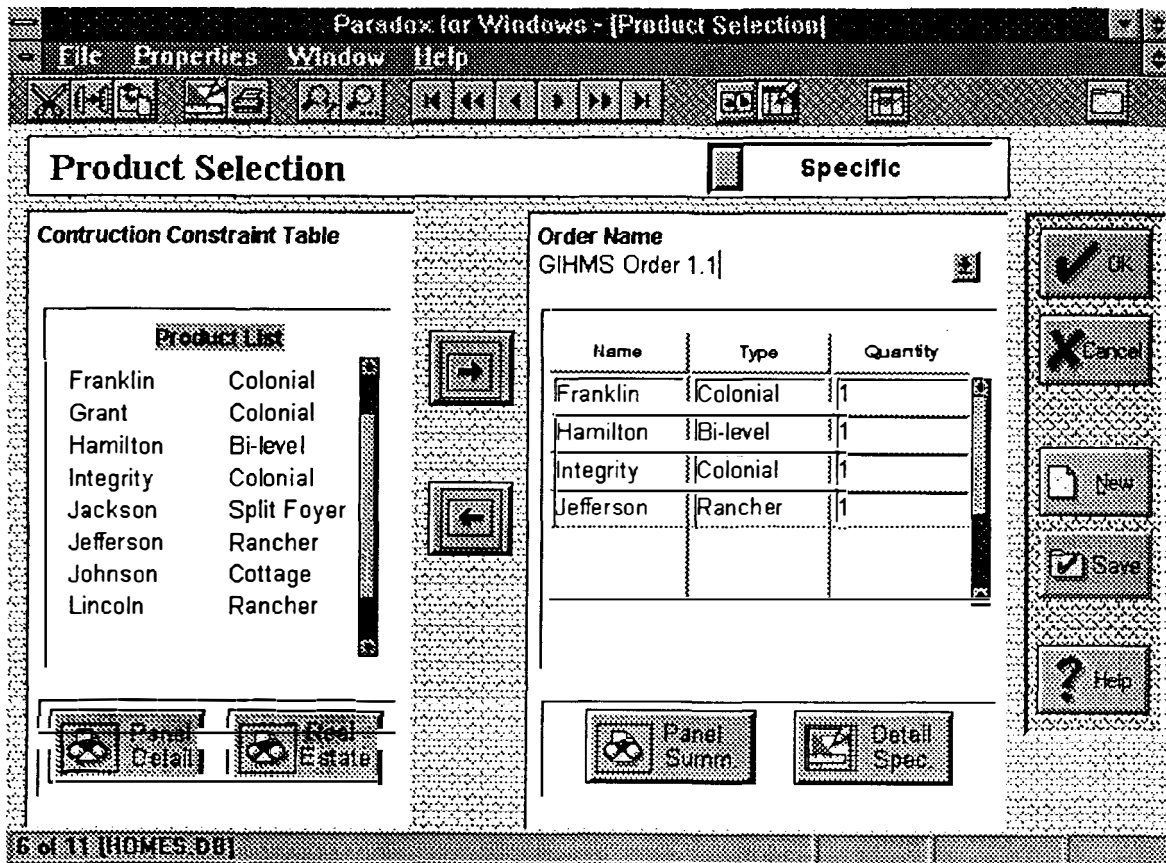 Paradox for Windows - [Product Selection]
File Properties Window Help
Product Selection
Specific
Contruction Constraint Table
Product List
Franklin Colonial
Grant Colonial
Hamilton Bi-level
Integrity Colonial
Jackson Split Foyer
Jefferson Rancher
Johnson Cottage
Lincoln Rancher
Panel Detail
Real Estate
Order Name
GIHMS Order 1.1
Name Type Quantity
Franklin Colonial 1
Hamilton Bi-level 1
Integrity Colonial 1
Jefferson Rancher 1
Panel Summ
Detail Spec.
OK
Cancel
New
Save
Help
6 of 11 [HOMES.DB]